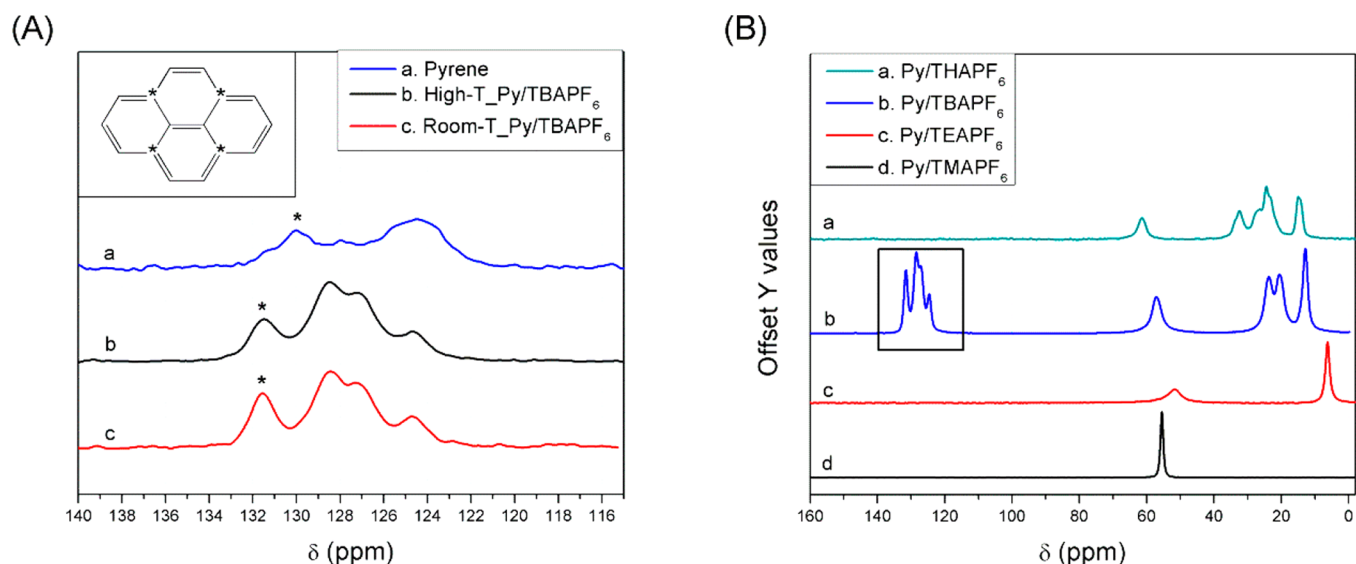 (A)
a. Pyrene
b. High-T_Py/TBAPF6
c. Room-T_Py/TBAPF6
* *
* *
*
a
*
b
*
c
140 138 136 134 132 130 128 126 124 122 120 118 116
δ (ppm)
(B)
a. Py/THAPF6
b. Py/TBAPF6
c. Py/TEAPF6
d. Py/TMAPF6
Offset Y values
a
b
c
d
160 140 120 100 80 60 40 20 0
δ (ppm)